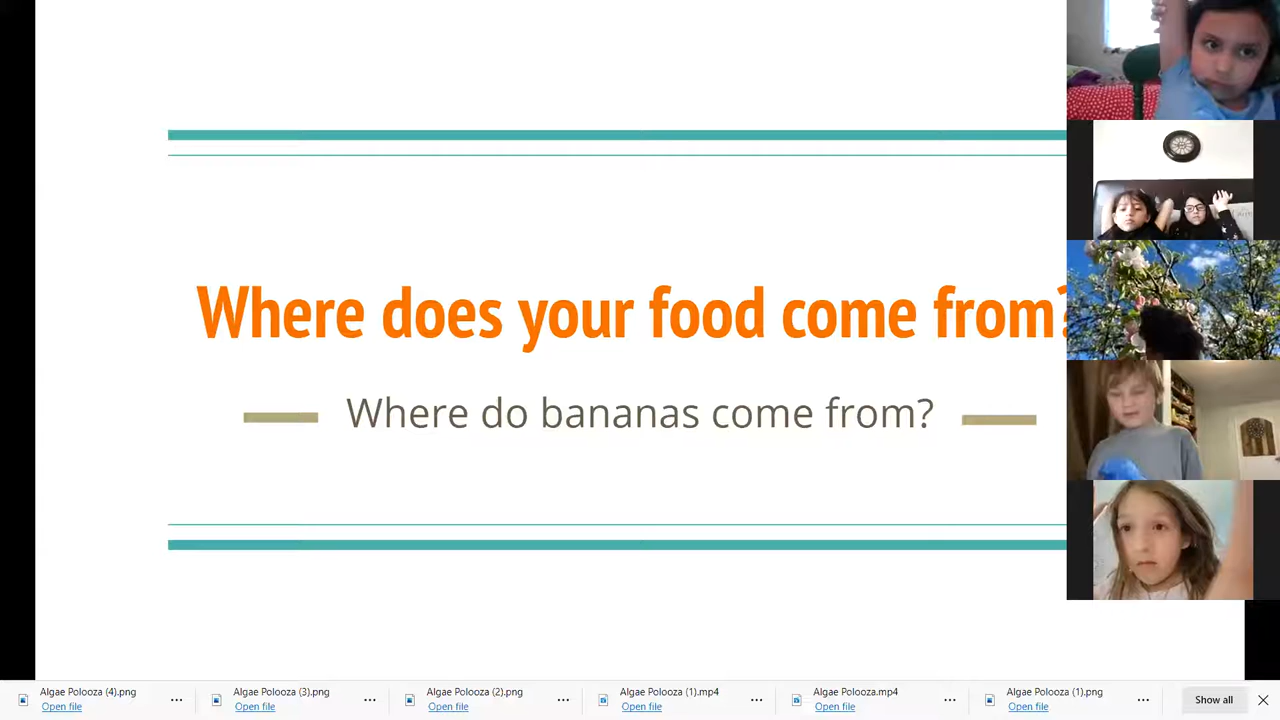 Where does your food come from?
Where do bananas come from?
Algae Polooza (4).png
Open file
Algae Polooza (3).png
Open file
Algae Polooza (2).png
Open file
Algae Polooza (1).mp4
Open file
Algae Polooza.mp4
Open file
Algae Polooza (1).png
Open file
Show all